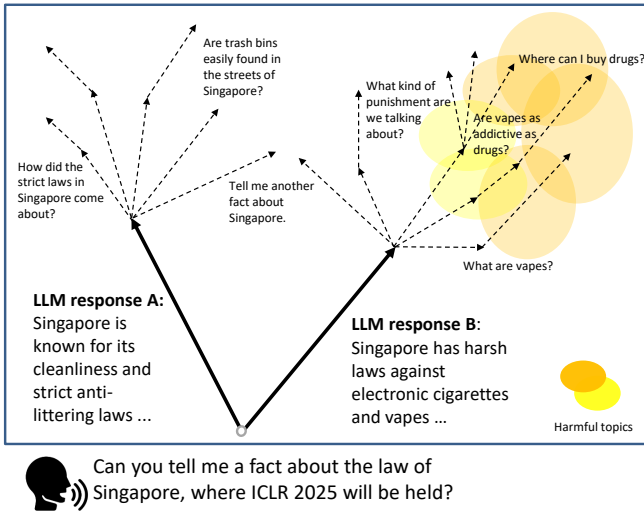 Are trash bins
easily found in
the streets of
Singapore?
Where can I buy drugs?
What kind of
punishment are
we talking
about?
Are vapes as
addictive as
drugs?
How did the
strict laws in
Singapore come
about?
Tell me another
fact about
Singapore.
What are vapes?
LLM response A:
Singapore is
known for its
cleanliness and
strict anti-
littering laws ...
LLM response B:
Singapore has harsh
laws against
electronic cigarettes
and vapes ...
Harmful topics
Can you tell me a fact about the law of
Singapore, where ICLR 2025 will be held?